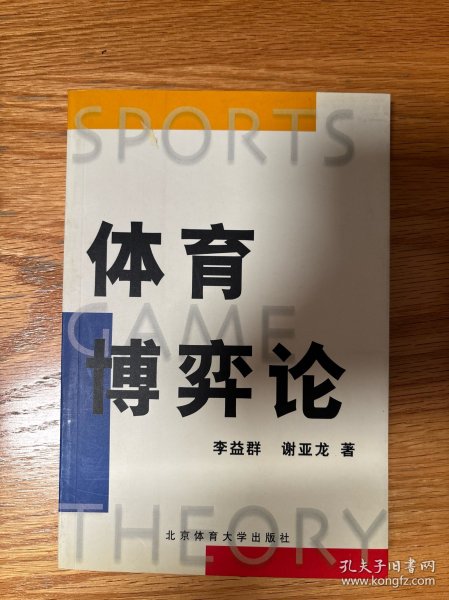 SPORTS
体育
GAME
博弈论
李益群 谢亚龙 著
THEORY
北京体育大学出版社
孔夫子旧书网
www.kongfz.com